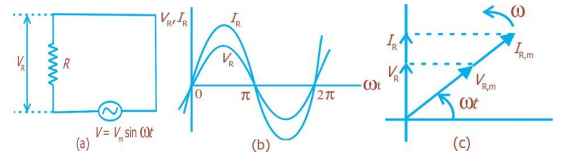 V_R
R
V = V_m sin ωt
(a)
V_R, I_R
I_R
V_R
0
π
2π
ωt
(b)
ω
I_R
I_R,m
V_R
V_R,m
ωt
(c)